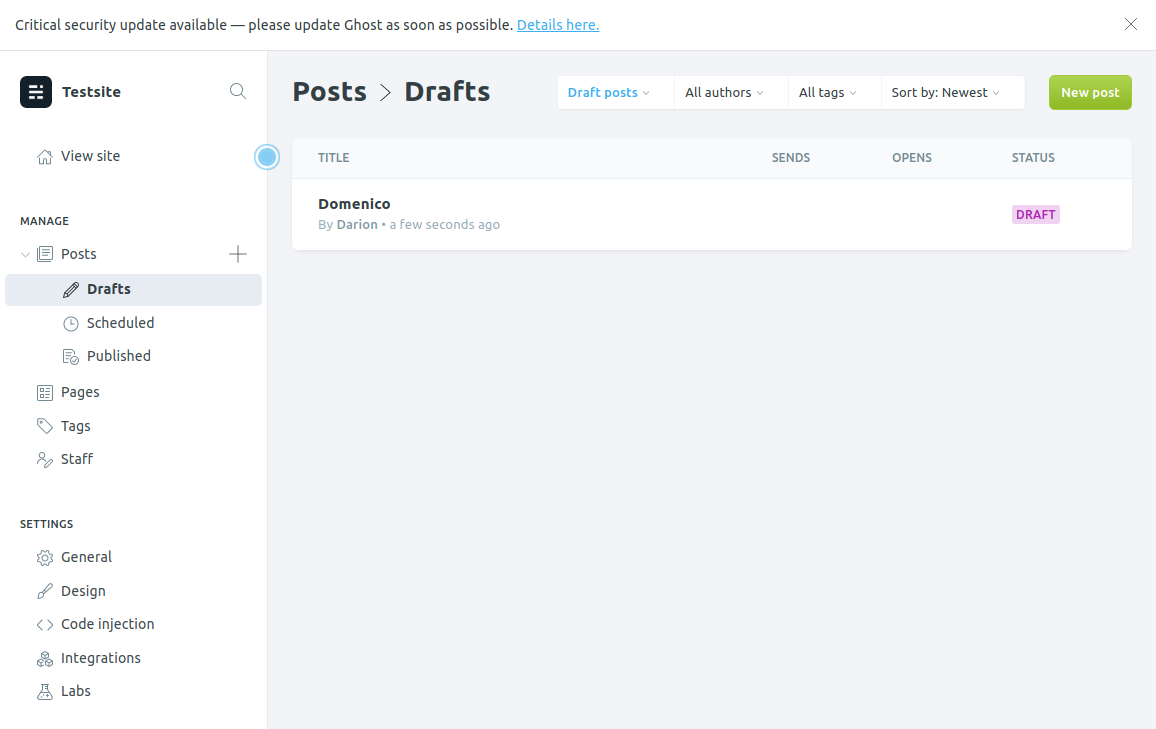 Critical security update available — please update Ghost as soon as possible. Details here.
Testsite
Posts > Drafts
Draft posts
All authors
All tags
Sort by: Newest
New post
View site
TITLE SENDS OPENS STATUS
Domenico
By Darion • a few seconds ago
DRAFT
MANAGE
Posts
Drafts
Scheduled
Published
Pages
Tags
Staff
SETTINGS
General
Design
Code injection
Integrations
Labs